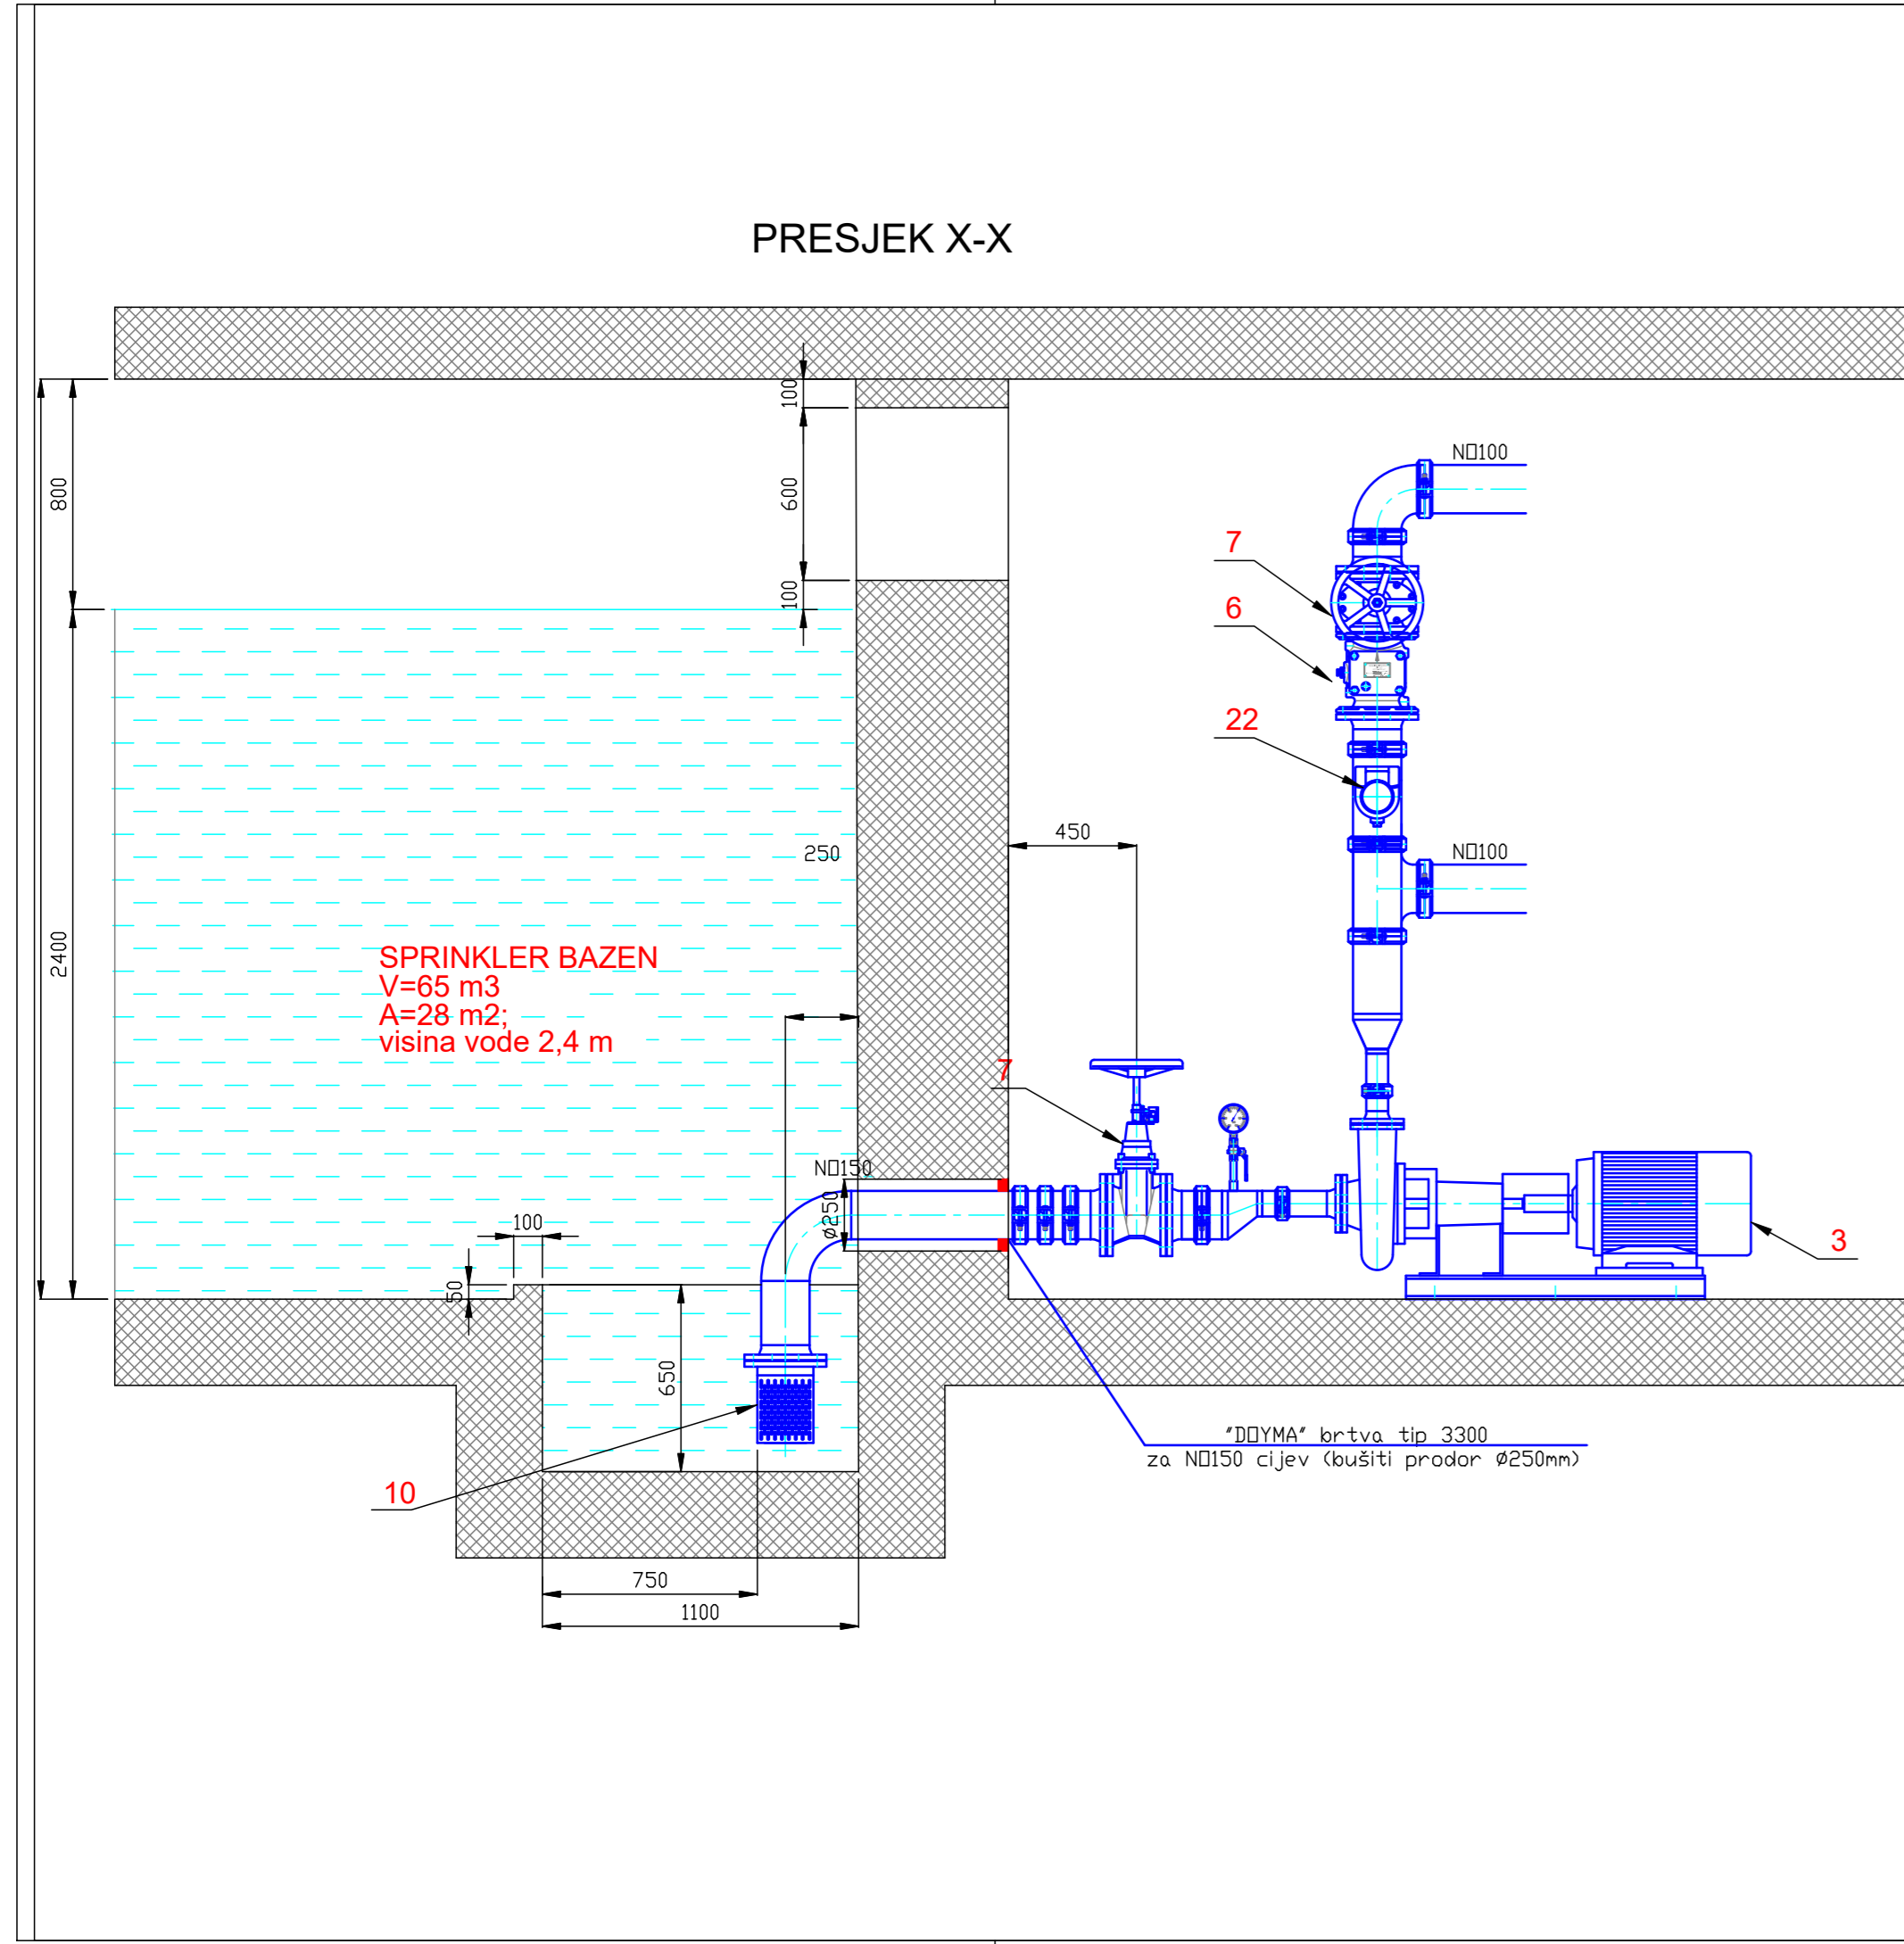 PRESJEK X-X
100
800
600
100
NO100
7
6
22
450
250
NO100
2400
SPRINKLER BAZEN
V=65 m3
A=28 m2;
visina vode 2,4 m
7
NO150
Ø250
100
50
650
3
"DOYMA" brtva tip 3300
za NO150 cijev (bušiti prodor Ø250mm)
10
750
1100